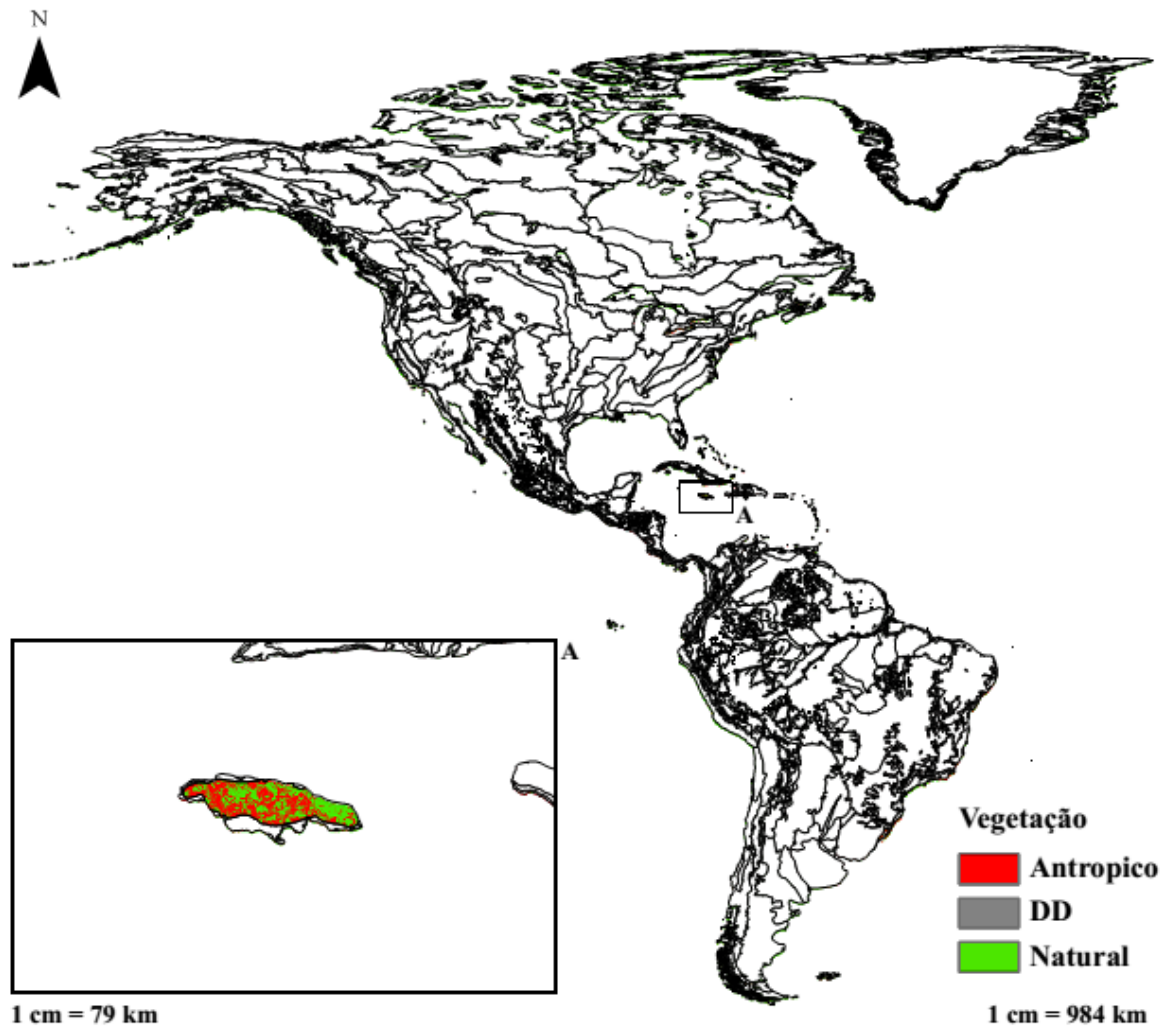 N
A
A
Vegetação
Antropico
DD
Natural
1 cm = 79 km
1 cm = 984 km